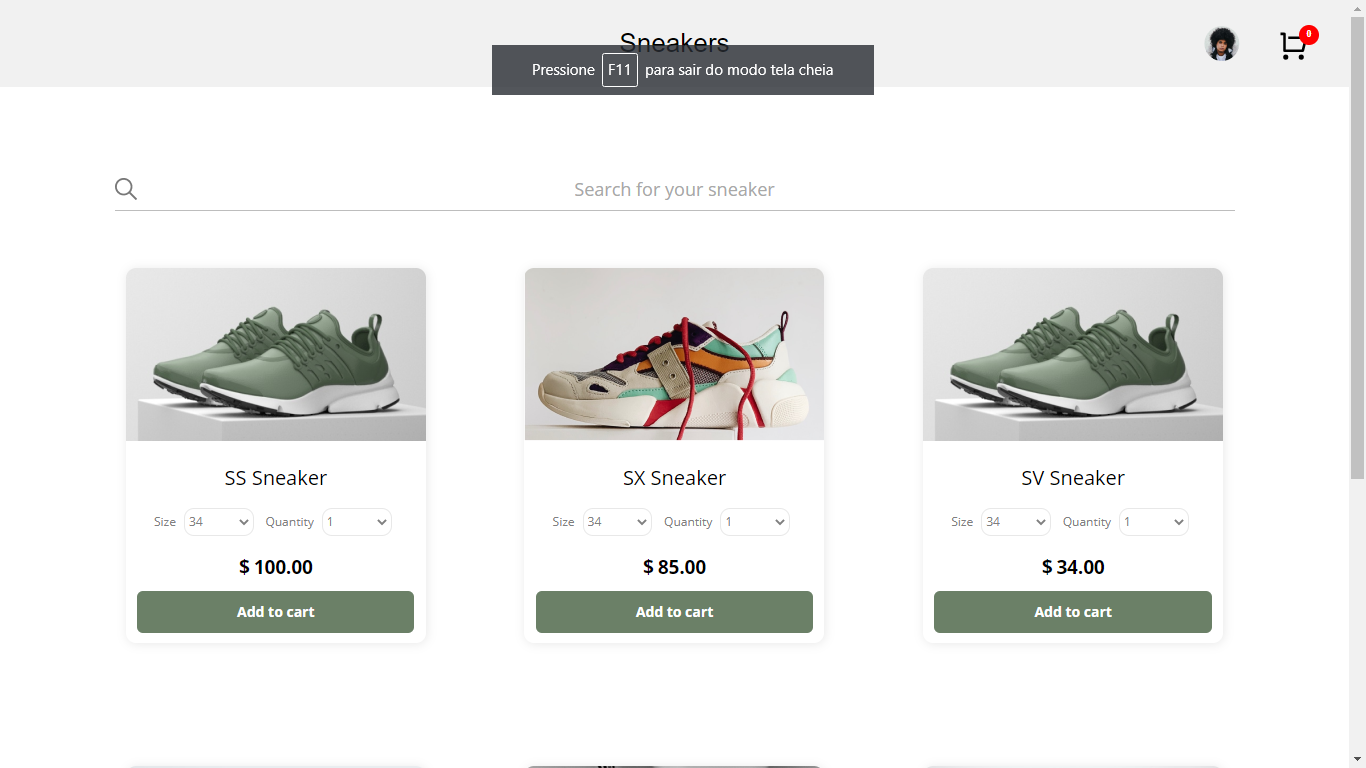 Sneakers
0
Pressione F11 para sair do modo tela cheia
Search for your sneaker
SS Sneaker
Size 34 Quantity 1
$ 100.00
Add to cart
SX Sneaker
Size 34 Quantity 1
$ 85.00
Add to cart
SV Sneaker
Size 34 Quantity 1
$ 34.00
Add to cart